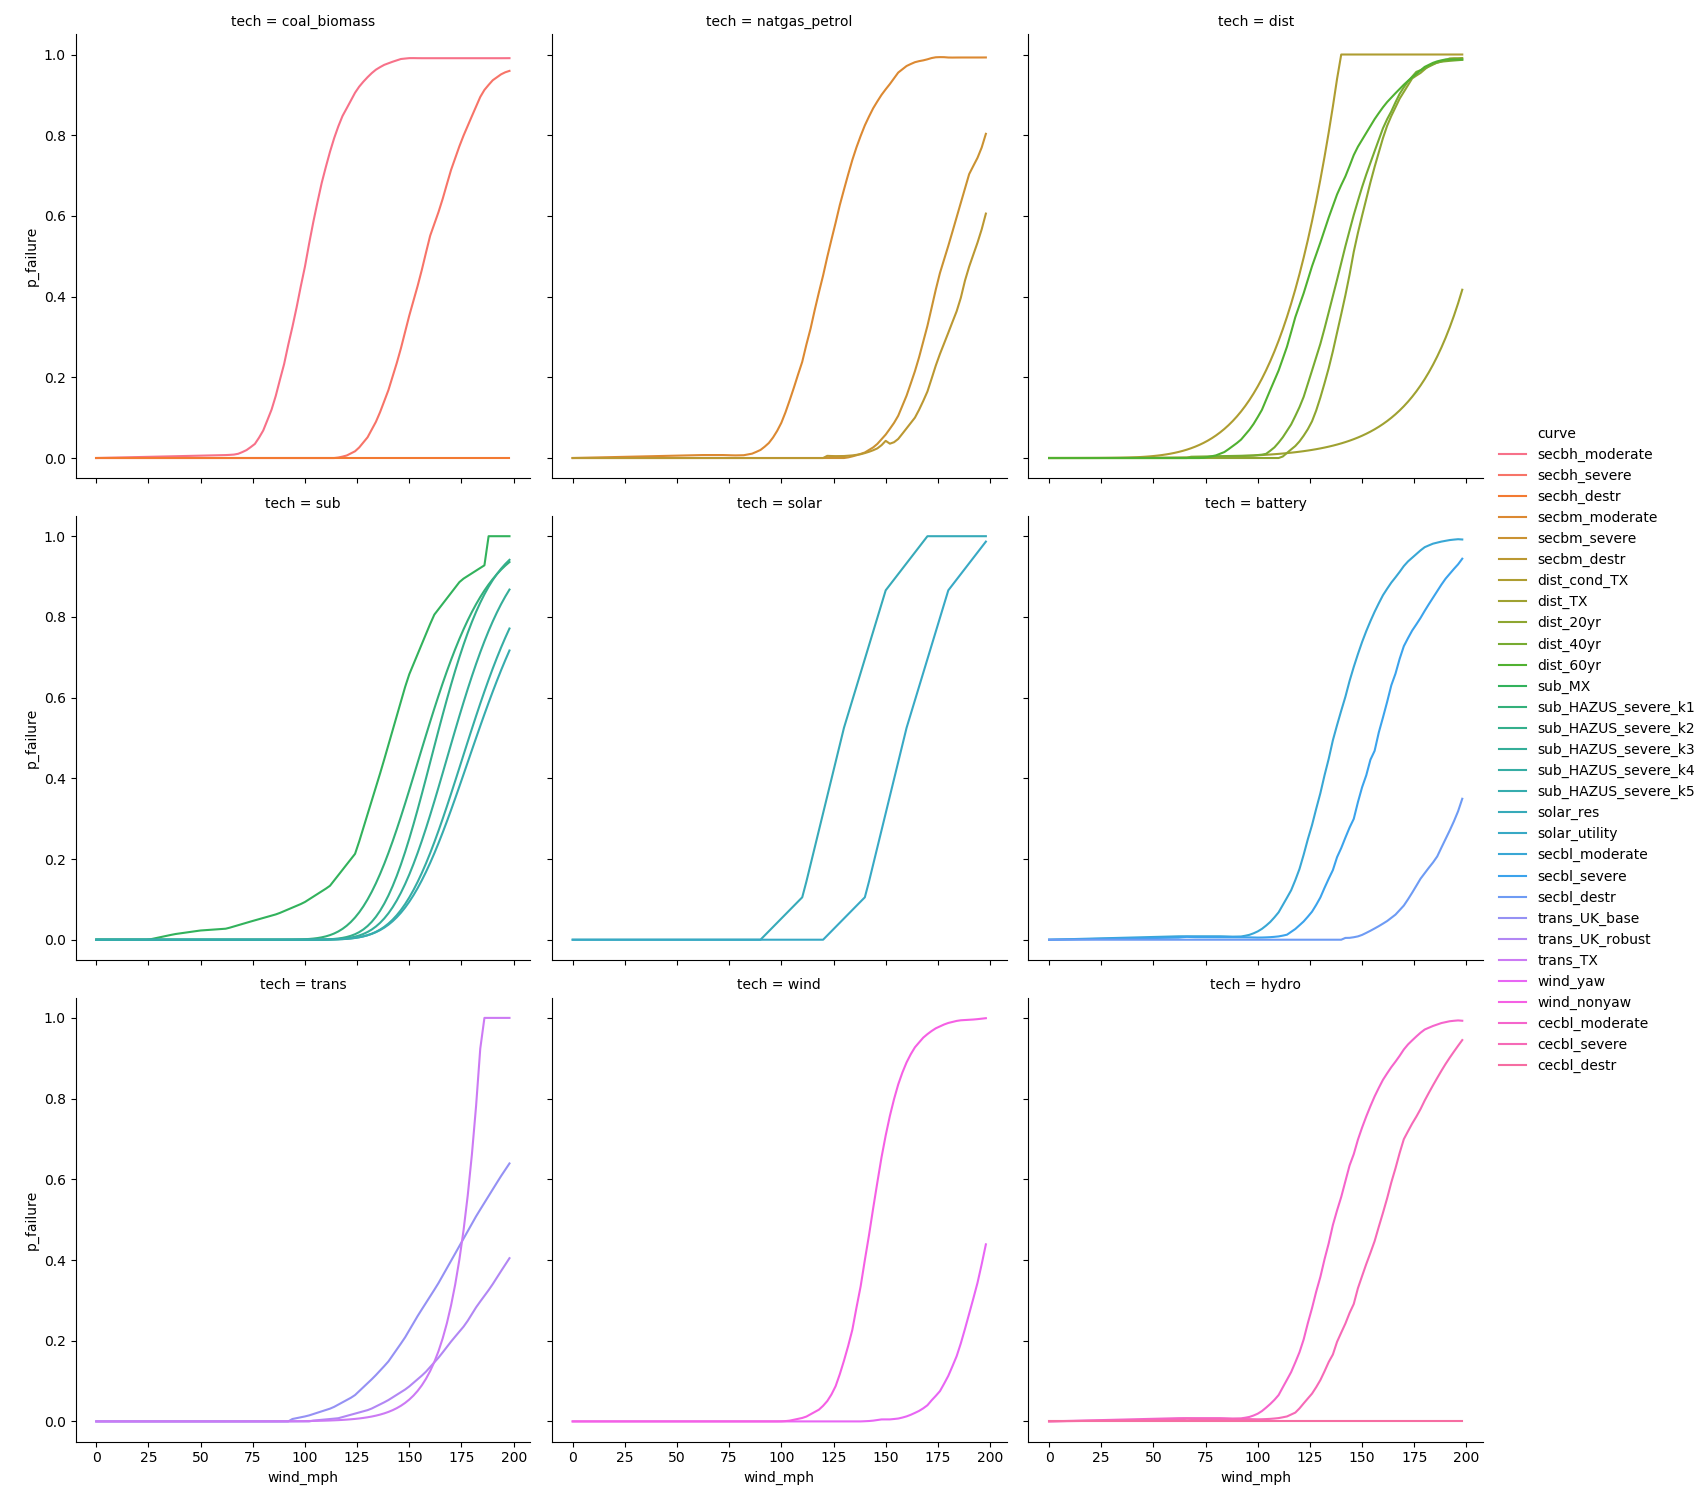 tech = coal_biomass
tech = natgas_petrol
tech = dist
1.0
0.8
0.6
0.4
0.2
0.0
p_failure
tech = sub
tech = solar
tech = battery
1.0
0.8
0.6
0.4
0.2
0.0
p_failure
tech = trans
tech = wind
tech = hydro
1.0
0.8
0.6
0.4
0.2
0.0
p_failure
0 25 50 75 100 125 150 175 200
wind_mph
0 25 50 75 100 125 150 175 200
wind_mph
0 25 50 75 100 125 150 175 200
wind_mph
curve
secbh_moderate
secbh_severe
secbh_destr
secbm_moderate
secbm_severe
secbm_destr
dist_cond_TX
dist_TX
dist_20yr
dist_40yr
dist_60yr
sub_MX
sub_HAZUS_severe_k1
sub_HAZUS_severe_k2
sub_HAZUS_severe_k3
sub_HAZUS_severe_k4
sub_HAZUS_severe_k5
solar_res
solar_utility
secbl_moderate
secbl_severe
secbl_destr
trans_UK_base
trans_UK_robust
trans_TX
wind_yaw
wind_nonyaw
cecbl_moderate
cecbl_severe
cecbl_destr